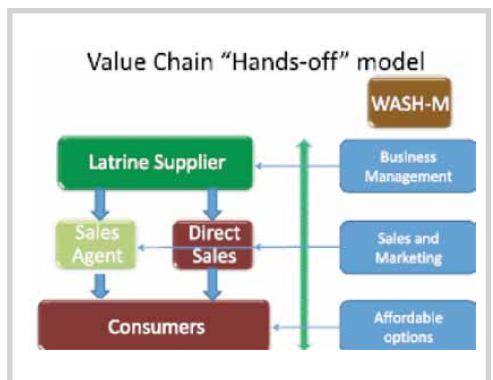 Value Chain “Hands-off” model
WASH-M
Latrine Supplier
Business
Management
Sales
Agent
Direct
Sales
Sales and
Marketing
Consumers
Affordable
options